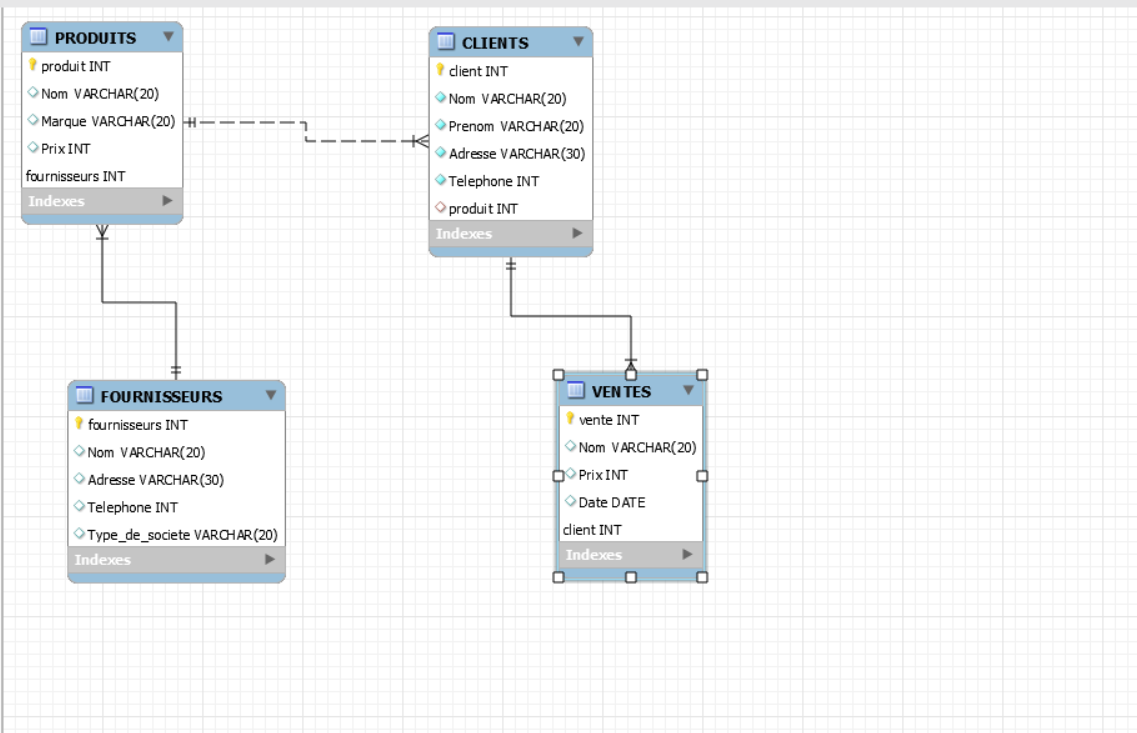 PRODUITS
produit INT
Nom VARCHAR(20)
Marque VARCHAR(20)
Prix INT
fournisseurs INT
Indexes
CLIENTS
client INT
Nom VARCHAR(20)
Prenom VARCHAR(20)
Adresse VARCHAR(30)
Telephone INT
produit INT
Indexes
FOURNISSEURS
fournisseurs INT
Nom VARCHAR(20)
Adresse VARCHAR(30)
Telephone INT
Type_de_societe VARCHAR(20)
Indexes
VENTES
vente INT
Nom VARCHAR(20)
Prix INT
Date DATE
client INT
Indexes